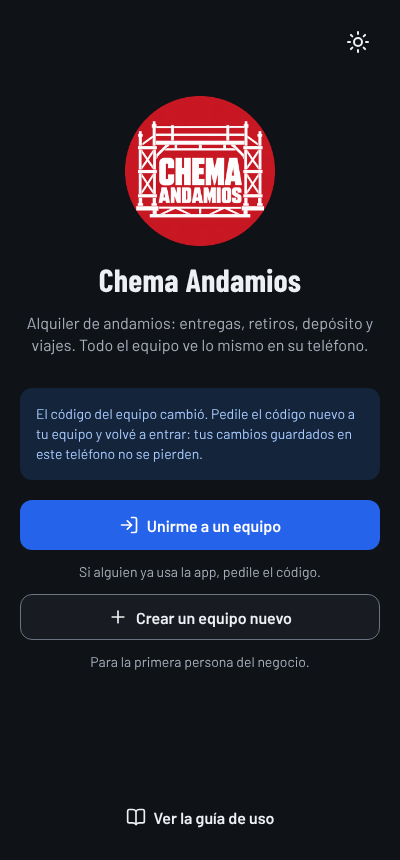 CHEMA
ANDAMIOS
Chema Andamios
Alquiler de andamios: entregas, retiros, depósito y
viajes. Todo el equipo ve lo mismo en su teléfono.
El código del equipo cambió. Pedile el código nuevo a
tu equipo y volvé a entrar: tus cambios guardados en
este teléfono no se pierden.
Unirme a un equipo
Si alguien ya usa la app, pedile el código.
Crear un equipo nuevo
Para la primera persona del negocio.
Ver la guía de uso